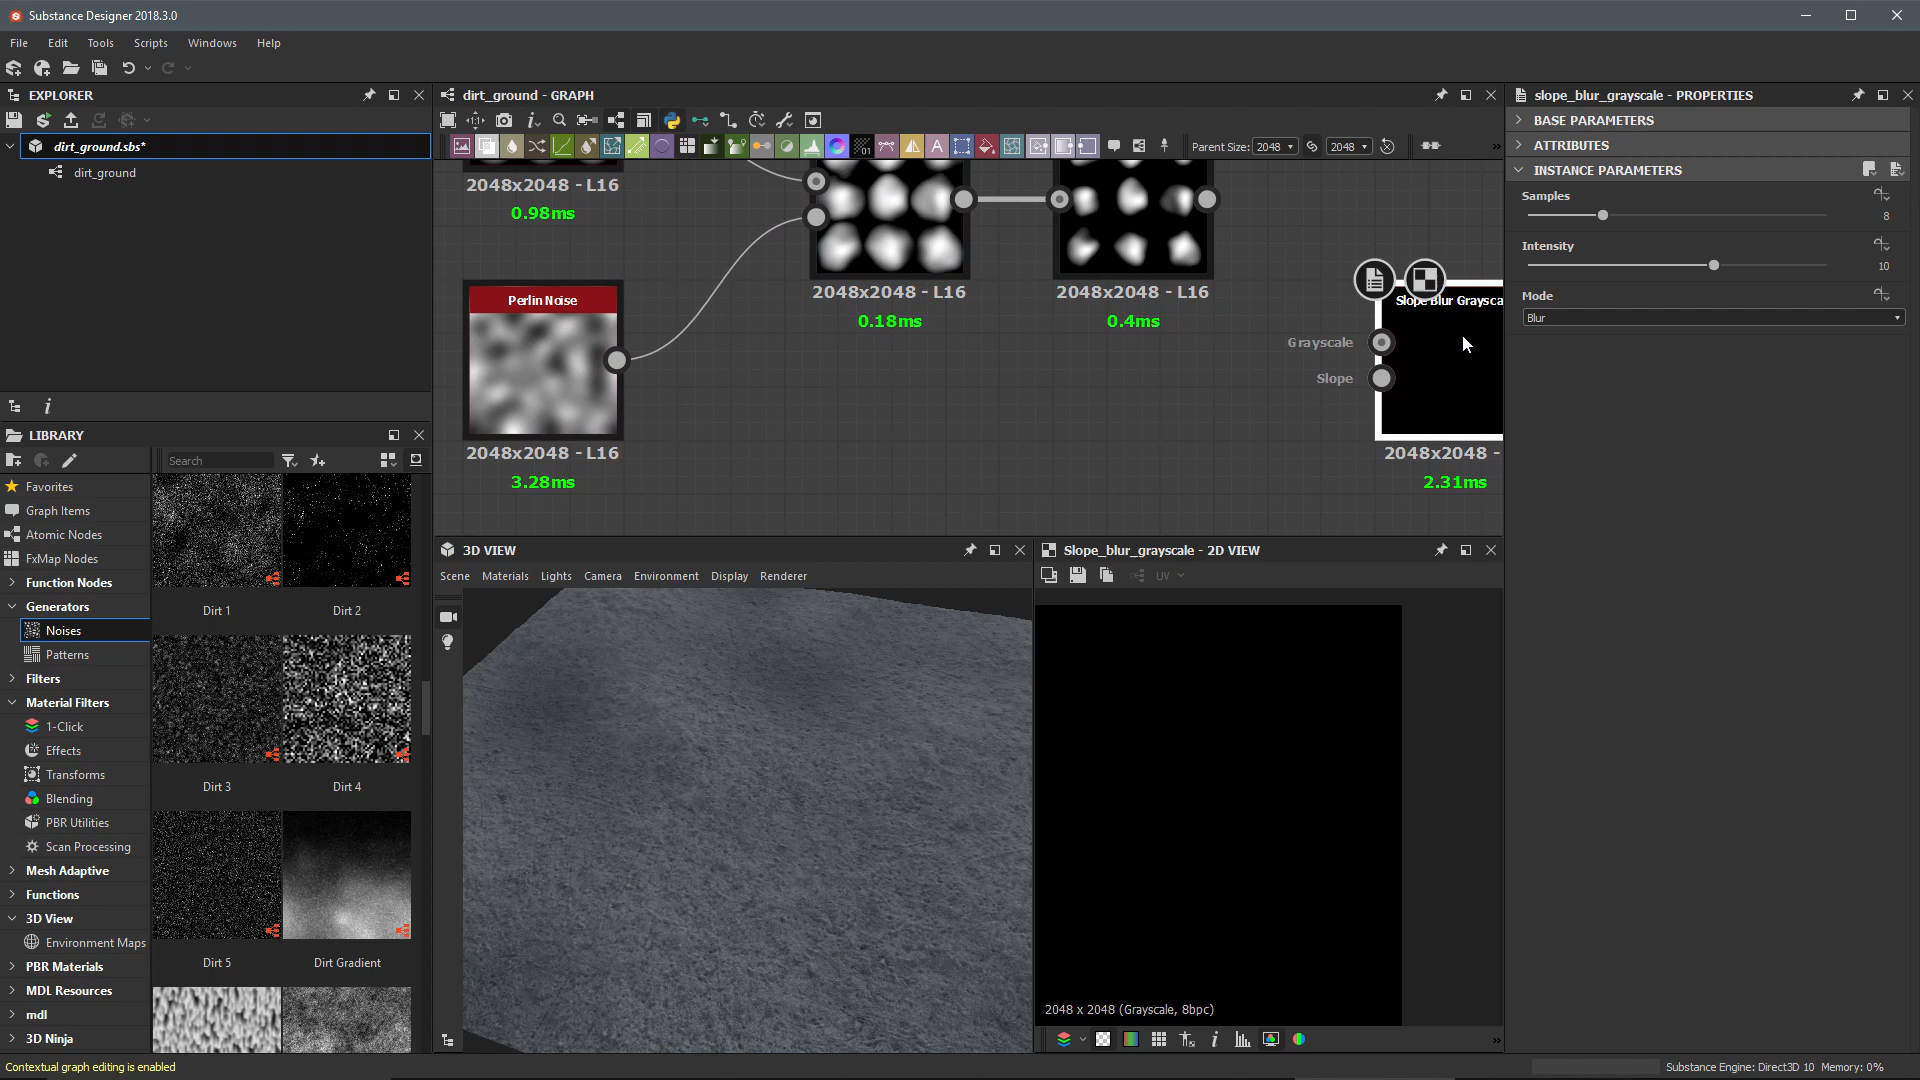 Substance Designer 2018.3.0
File Edit Tools Scripts Windows Help
EXPLORER
dirt_ground.sbs*
dirt_ground
LIBRARY
Search
Favorites
Graph Items
Atomic Nodes
FxMap Nodes
Function Nodes
Generators
Noises
Patterns
Filters
Material Filters
1-Click
Effects
Transforms
Blending
PBR Utilities
Scan Processing
Mesh Adaptive
Functions
3D View
Environment Maps
PBR Materials
MDL Resources
mdl
3D Ninja
Dirt 1 Dirt 2
Dirt 3 Dirt 4
Dirt 5 Dirt Gradient
dirt_ground - GRAPH
Parent Size: 2048 2048
2048x2048 - L16
0.98ms
Perlin Noise
2048x2048 - L16
3.28ms
2048x2048 - L16
0.18ms
2048x2048 - L16
0.4ms
Slope Blur Graysca
Grayscale
Slope
2048x2048 -
2.31ms
3D VIEW
Scene Materials Lights Camera Environment Display Renderer
Slope_blur_grayscale - 2D VIEW
UV
2048 x 2048 (Grayscale, 8bpc)
slope_blur_grayscale - PROPERTIES
BASE PARAMETERS
ATTRIBUTES
INSTANCE PARAMETERS
Samples
8
Intensity
10
Mode
Blur
Contextual graph editing is enabled
Substance Engine: Direct3D 10 Memory: 0%